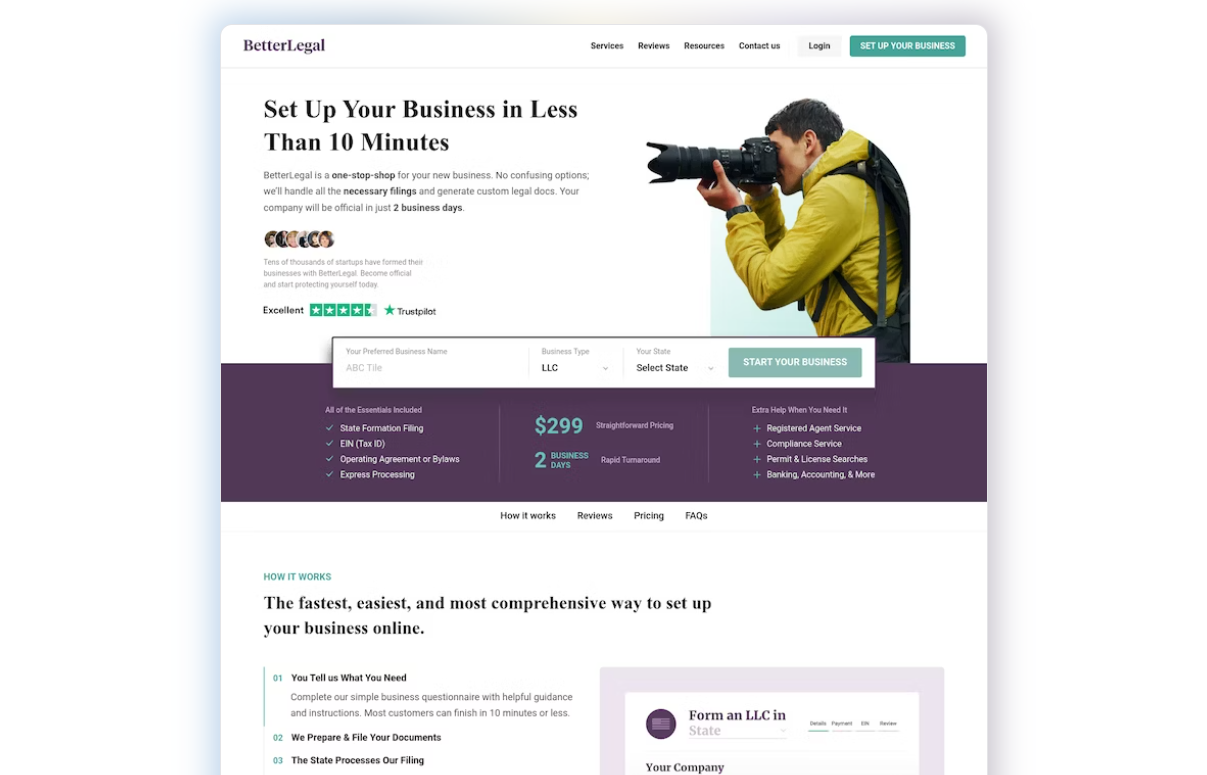 BetterLegal
Services Reviews Resources Contact us Login SET UP YOUR BUSINESS
Set Up Your Business in Less
Than 10 Minutes
BetterLegal is a one-stop-shop for your new business. No confusing options;
we'll handle all the necessary filings and generate custom legal docs. Your
company will be official in just 2 business days.
Tens of thousands of startups have formed their
businesses with BetterLegal. Become official
and start protecting yourself today.
Excellent Trustpilot
Your Preferred Business Name
ABC Tile
Business Type
LLC
Your State
Select State
START YOUR BUSINESS
All of the Essentials Included
State Formation Filing
EIN (Tax ID)
Operating Agreement or Bylaws
Express Processing
$299 Straightforward Pricing
2 BUSINESS
DAYS
Rapid Turnaround
Extra Help When You Need It
Registered Agent Service
Compliance Service
Permit & License Searches
Banking, Accounting, & More
How it works Reviews Pricing FAQs
HOW IT WORKS
The fastest, easiest, and most comprehensive way to set up
your business online.
01 You Tell us What You Need
Complete our simple business questionnaire with helpful guidance
and instructions. Most customers can finish in 10 minutes or less.
02 We Prepare & File Your Documents
03 The State Processes Our Filing
Form an LLC in
State
Details Payment EIN Review
Your Company